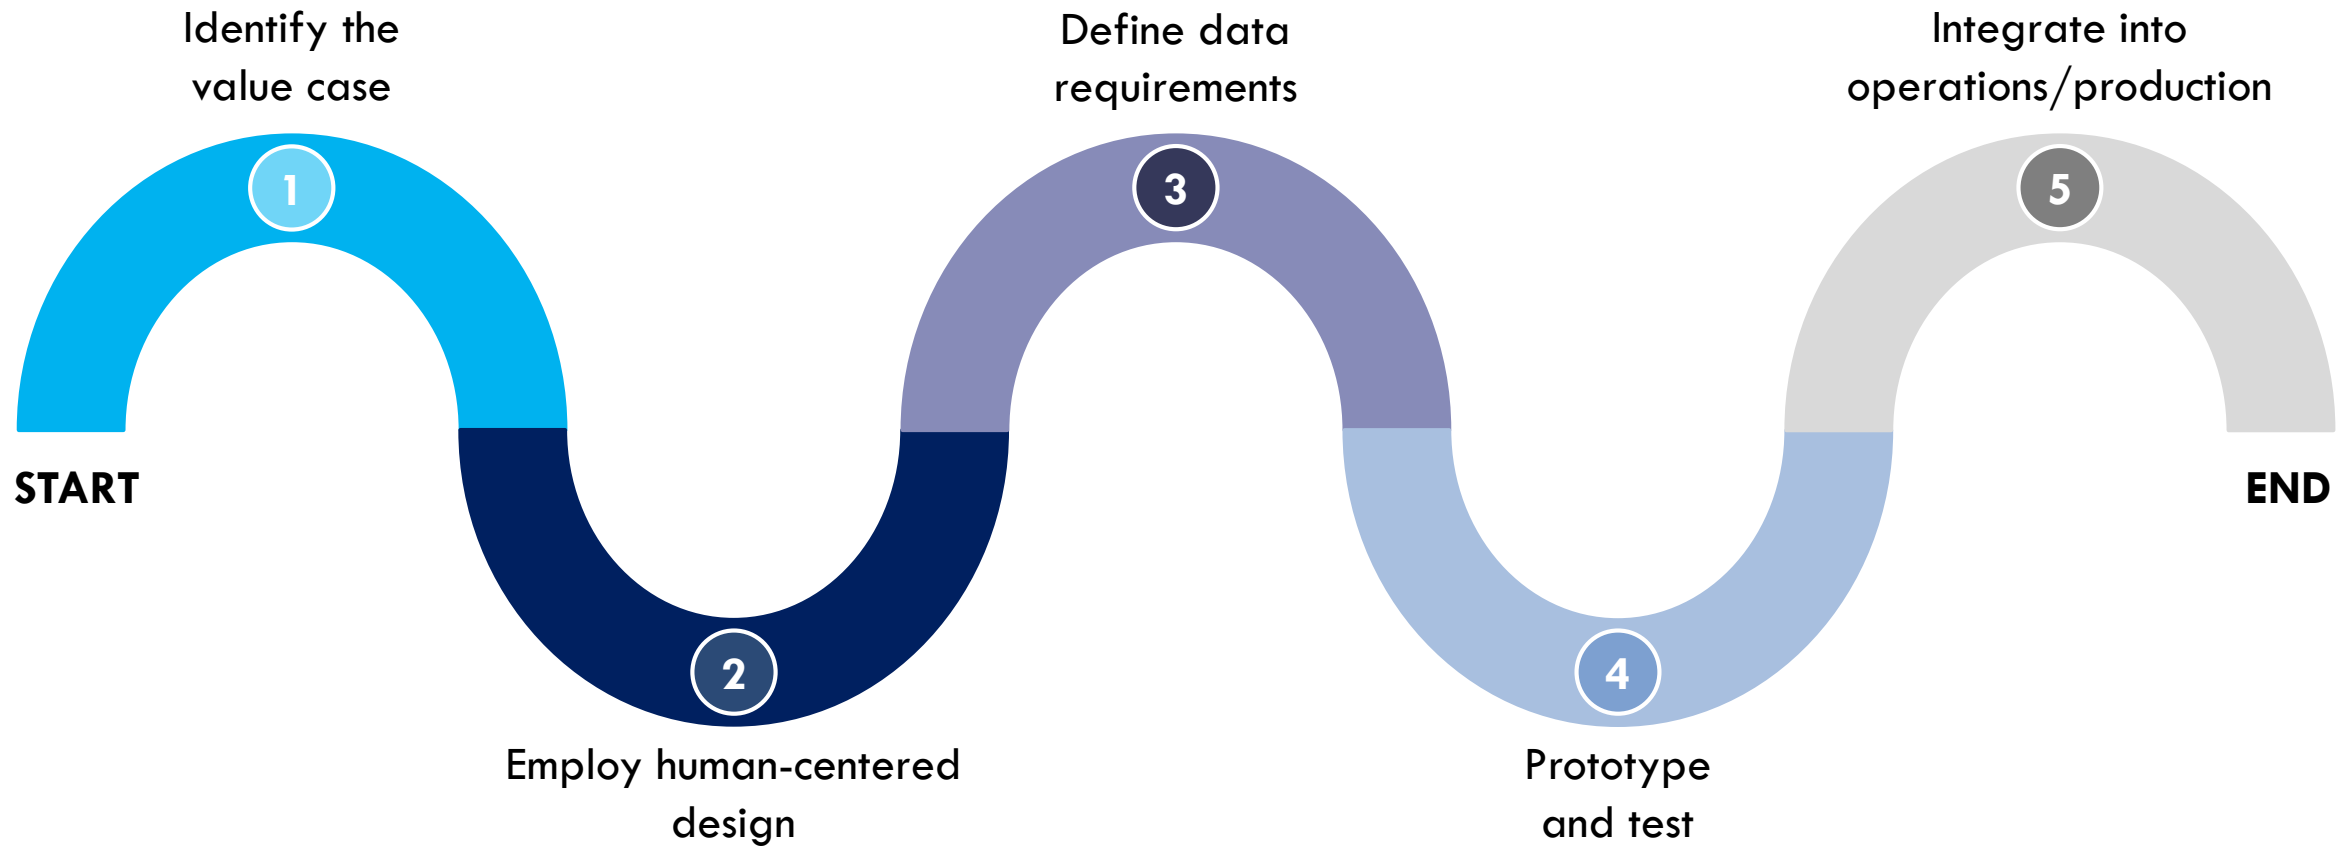 Identify the
value case
1
Employ human-centered
design
2
Define data
requirements
3
Prototype
and test
4
Integrate into
operations/production
5
START
END